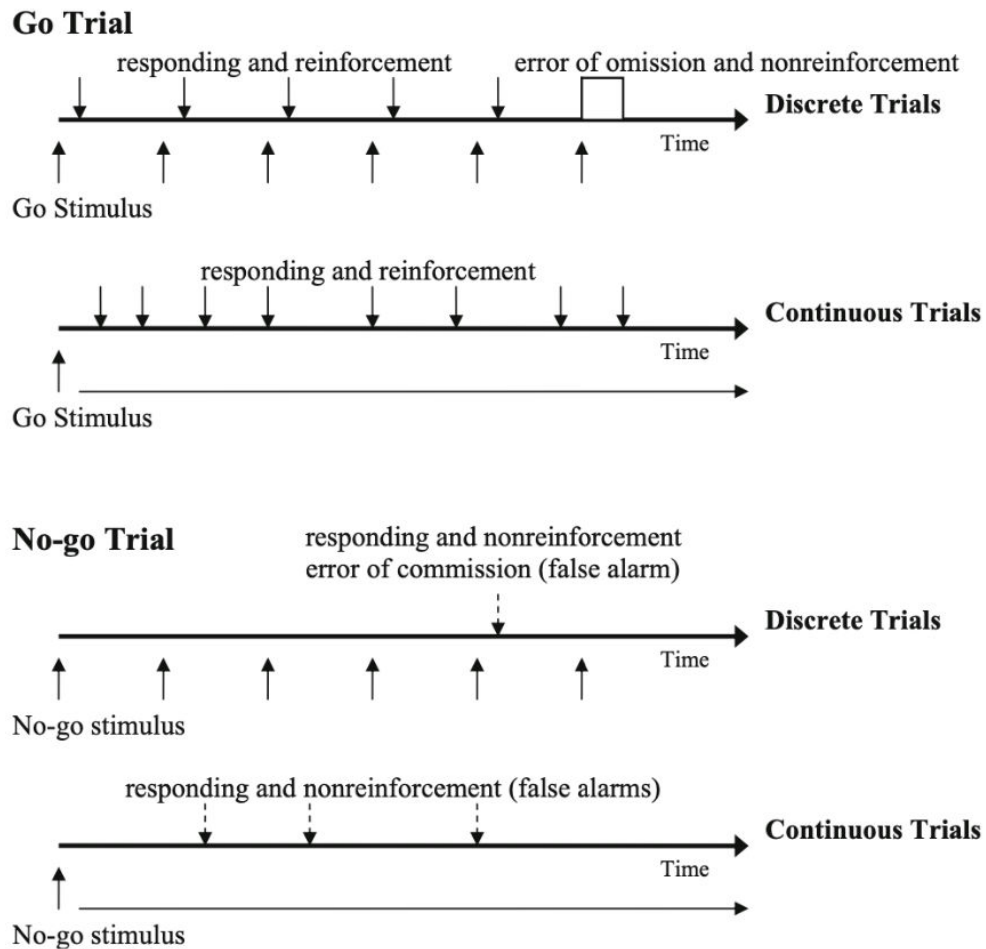 Go Trial
responding and reinforcement
error of omission and nonreinforcement
Discrete Trials
Time
Go Stimulus
responding and reinforcement
Continuous Trials
Time
Go Stimulus
No-go Trial
responding and nonreinforcement
error of commission (false alarm)
Discrete Trials
Time
No-go stimulus
responding and nonreinforcement (false alarms)
Continuous Trials
Time
No-go stimulus